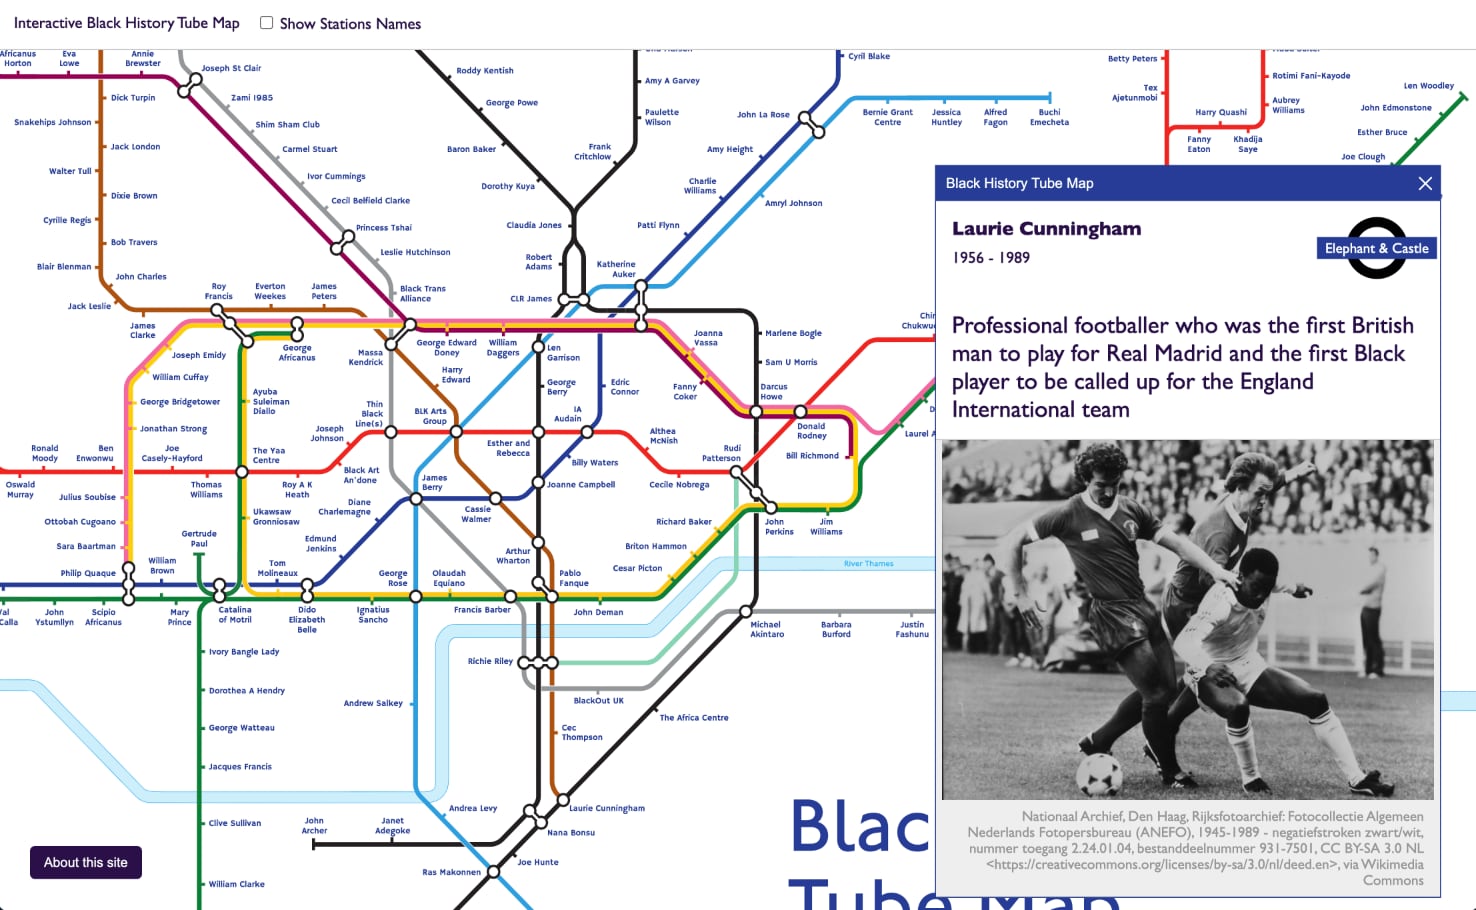 Interactive Black History Tube Map
Show Stations Names
Africanus
Horton
Eva
Lowe
Annie
Brewster
Joseph St Clair
Dick Turpin
Zami 1985
Snakehips Johnson
Shim Sham Club
Jack London
Carmel Stuart
Walter Tull
Ivor Cummings
Dixie Brown
Cecil Belfield Clarke
Cyrille Regis
Princess Tshai
Bob Travers
Leslie Hutchinson
Blair Blenman
John Charles
Black Trans
Alliance
Jack Leslie
Roy
Francis
Everton
Weekes
James
Peters
James
Clarke
Joseph Emidy
George
Africanus
Massa
Kendrick
George Edward
Doney
William
Daggers
Len
Garrison
William Cuffay
George Bridgetower
Jonathan Strong
Ayuba
Suleiman
Diallo
Harry
Edward
George
Berry
Edric
Connor
Roddy Kentish
George Powe
Baron Baker
Dorothy Kuya
Claudia Jones
Frank
Critchlow
Amy A Garvey
Paulette
Wilson
Robert
Adams
CLR James
Katherine
Auker
Cyril Blake
John La Rose
Amy Height
Charlie
Williams
Patti Flynn
Amryl Johnson
Bernie Grant
Centre
Jessica
Huntley
Alfred
Fagon
Buchi
Emecheta
Betty Peters
Tex
Ajetunmobi
Rotimi Fani-Kayode
Aubrey
Williams
Harry Quashi
Fanny
Eaton
Khadija
Saye
Len Woodley
John Edmonstone
Esther Bruce
Joe Clough
Joanna
Vassa
Marlene Bogle
Sam U Morris
Fanny
Coker
Darcus
Howe
Donald
Rodney
Bill Richmond
Chukwu
Laurel A
Ronald
Moody
Ben
Enwonwu
Joe
Casely-Hayford
The Yaa
Centre
Joseph
Johnson
Thin
Black
Line(s)
BLK Arts
Group
Esther and
Rebecca
IA
Audain
Althea
McNish
Rudi
Patterson
Oswald
Murray
Thomas
Williams
Roy A K
Heath
Black Art
An'done
James
Berry
Billy Waters
Joanne Campbell
Cecile Nobrega
Julius Soubise
Ottobah Cugoano
Sara Baartman
Ukawsaw
Gronniosaw
Diane
Charlemagne
Cassie
Walmer
Richard Baker
John
Perkins
Jim
Williams
Gertrude
Paul
Edmund
Jenkins
Arthur
Wharton
Briton Hammon
Cesar Picton
River Thames
Philip Quaque
William
Brown
Tom
Molineaux
George
Rose
Olaudah
Equiano
Pablo
Fanque
John
Ystumllyn
Scipio
Africanus
Mary
Prince
Catalina
of Motril
Dido
Elizabeth
Belle
Ignatius
Sancho
Francis Barber
John Deman
Michael
Akintaro
Barbara
Burford
Justin
Fashunu
Ivory Bangle Lady
Richie Riley
Dorothea A Hendry
Andrew Salkey
BlackOut UK
The Africa Centre
George Watteau
Cec
Thompson
Jacques Francis
Clive Sullivan
John
Archer
Janet
Adegoke
Andrea Levy
Laurie Cunningham
Nana Bonsu
Joe Hunte
Ras Makonnen
William Clarke
About this site
Blac
Tube Map
Black History Tube Map
Laurie Cunningham
1956 - 1989
Elephant & Castle
Professional footballer who was the first British
man to play for Real Madrid and the first Black
player to be called up for the England
International team
Nationaal Archief, Den Haag, Rijksfotoarchief: Fotocollectie Algemeen
Nederlands Fotopersbureau (ANEFO), 1945-1989 - negatiefstroken zwart/wit,
nummer toegang 2.24.01.04, bestanddeelnummer 931-7501, CC BY-SA 3.0 NL
<https://creativecommons.org/licenses/by-sa/3.0/nl/deed.en>, via Wikimedia
Commons